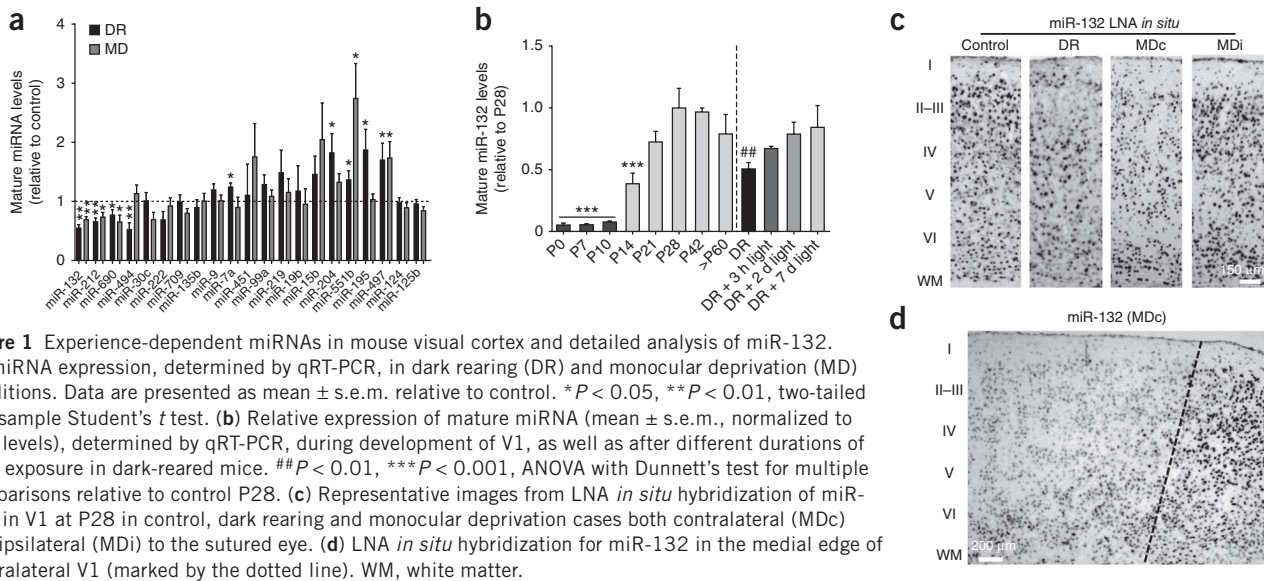 a
Mature miRNA levels
(relative to control)
4
3
2
1
0
DR
MD
**
**
**
*
*
*
**
*
*
*
*
*
**
miR-132
miR-212
miR-690
miR-494
miR-30c
miR-222
miR-709
miR-135b
miR-9
miR-7a
miR-451
miR-99a
miR-219
miR-19b
miR-15b
miR-204
miR-551b
miR-195
miR-497
miR-124
miR-125b
b
Mature miR-132 levels
(relative to P28)
1.5
1.0
0.5
0
***
***
##
P0
P7
P10
P14
P21
P28
P42
>P60
DR
DR + 3 h light
DR + 2 d light
DR + 7 d light
c
miR-132 LNA in situ
Control DR MDc MDi
I
II–III
IV
V
VI
WM
150 µm
d
miR-132 (MDc)
I
II–III
IV
V
VI
WM
200 µm
re 1 Experience-dependent miRNAs in mouse visual cortex and detailed analysis of miR-132.
miRNA expression, determined by qRT-PCR, in dark rearing (DR) and monocular deprivation (MD)
ditions. Data are presented as mean ± s.e.m. relative to control. *P < 0.05, **P < 0.01, two-tailed
sample Student's t test. (b) Relative expression of mature miRNA (mean ± s.e.m., normalized to
levels), determined by qRT-PCR, during development of V1, as well as after different durations of
exposure in dark-reared mice. ##P < 0.01, ***P < 0.001, ANOVA with Dunnett's test for multiple
parisons relative to control P28. (c) Representative images from LNA in situ hybridization of miR-
in V1 at P28 in control, dark rearing and monocular deprivation cases both contralateral (MDc)
ipsilateral (MDi) to the sutured eye. (d) LNA in situ hybridization for miR-132 in the medial edge of
ralateral V1 (marked by the dotted line). WM, white matter.